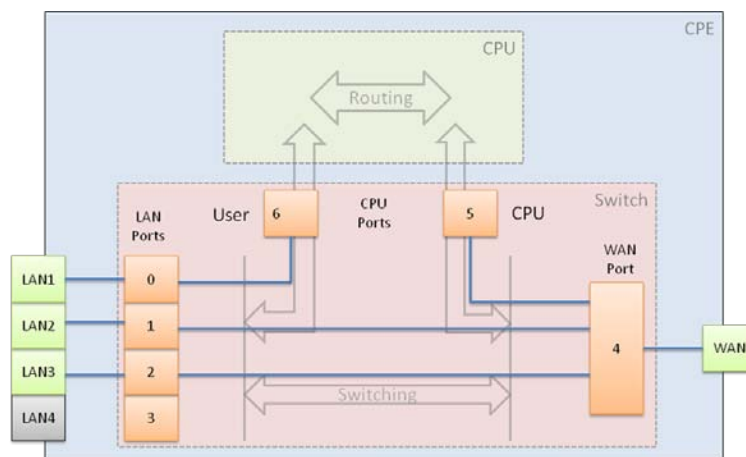 CPE
CPU
Routing
Switch
User
6
CPU
Ports
5
CPU
LAN
Ports
WAN
Port
LAN1
0
LAN2
1
LAN3
2
LAN4
3
4
WAN
Switching